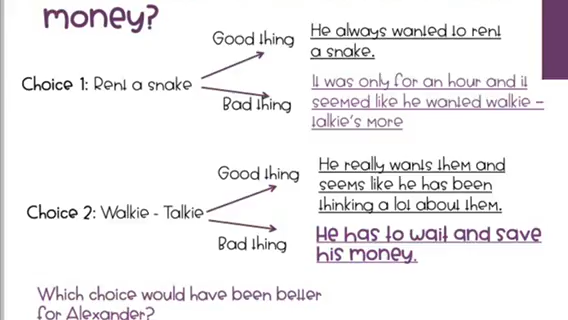 money?
Good thing
He always wanted to rent
a snake.
Choice 1: Rent a snake
Bad thing
It was only for an hour and it
seemed like he wanted walkie -
talkie's more
Good thing
He really wants them and
seems like he has been
thinking a lot about them.
Choice 2: Walkie - Talkie
Bad thing
He has to wait and save
his money.
Which choice would have been better
for Alexander?